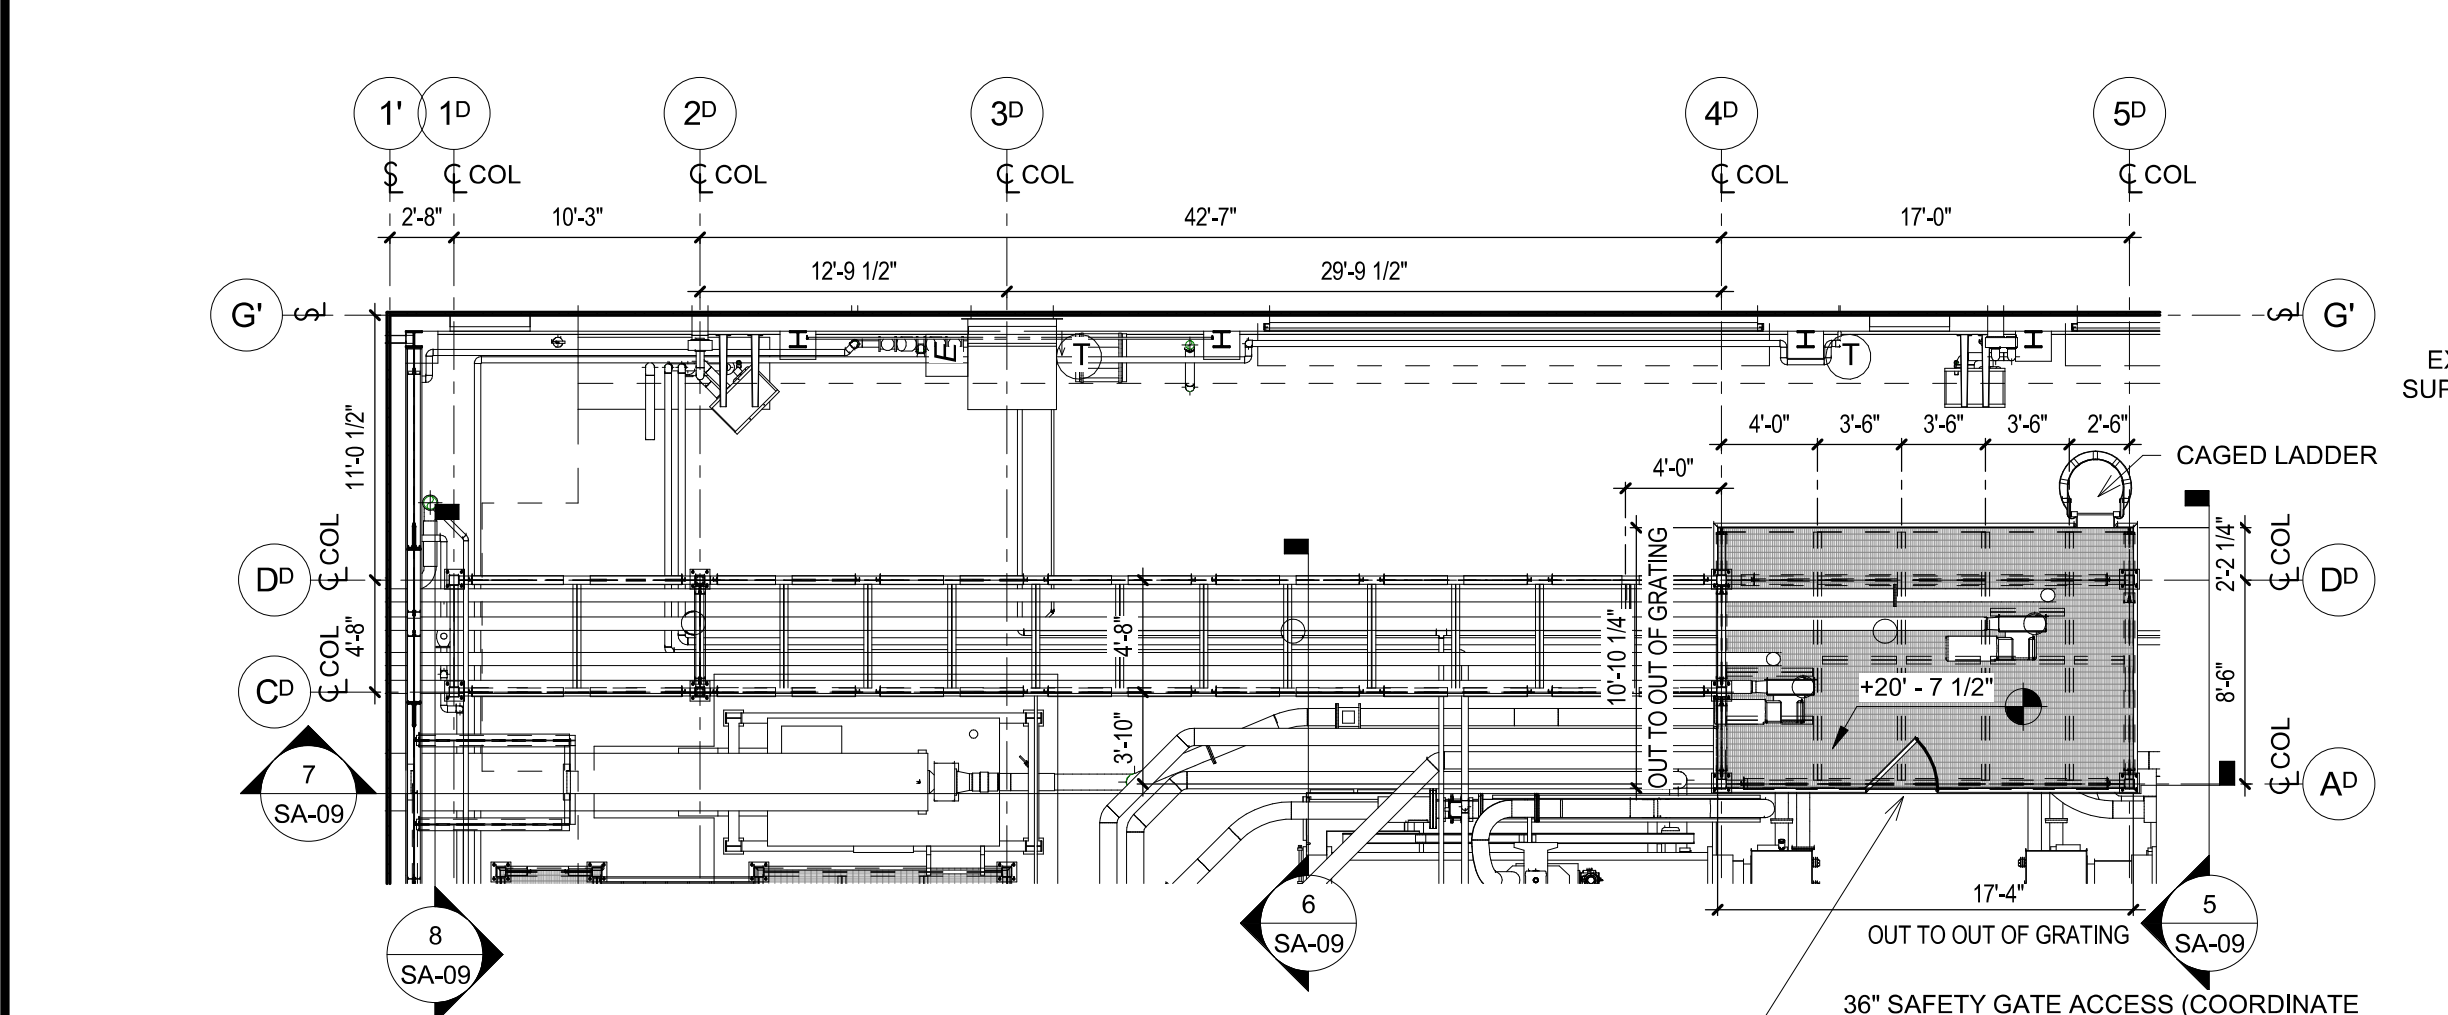 1' 1D 2D 3D 4D 5D
℄ COL ℄ COL ℄ COL ℄ COL ℄ COL
2'-8" 10'-3" 42'-7" 17'-0"
12'-9 1/2" 29'-9 1/2"
G' G'
E T T
EX
SUP
11'-0 1/2"
4'-0" 3'-6" 3'-6" 3'-6" 2'-6"
CAGED LADDER
4'-0"
℄ COL
DD
4'-8"
℄ COL
CD
4'-8"
3'-10"
10'-10 1/4"
OUT TO OUT OF GRATING
+20' - 7 1/2"
2'-2 1/4"
℄ COL
DD
8'-6"
℄ COL
AD
7
SA-09
17'-4"
OUT TO OUT OF GRATING
8
SA-09
6
SA-09
5
SA-09
36" SAFETY GATE ACCESS (COORDINATE